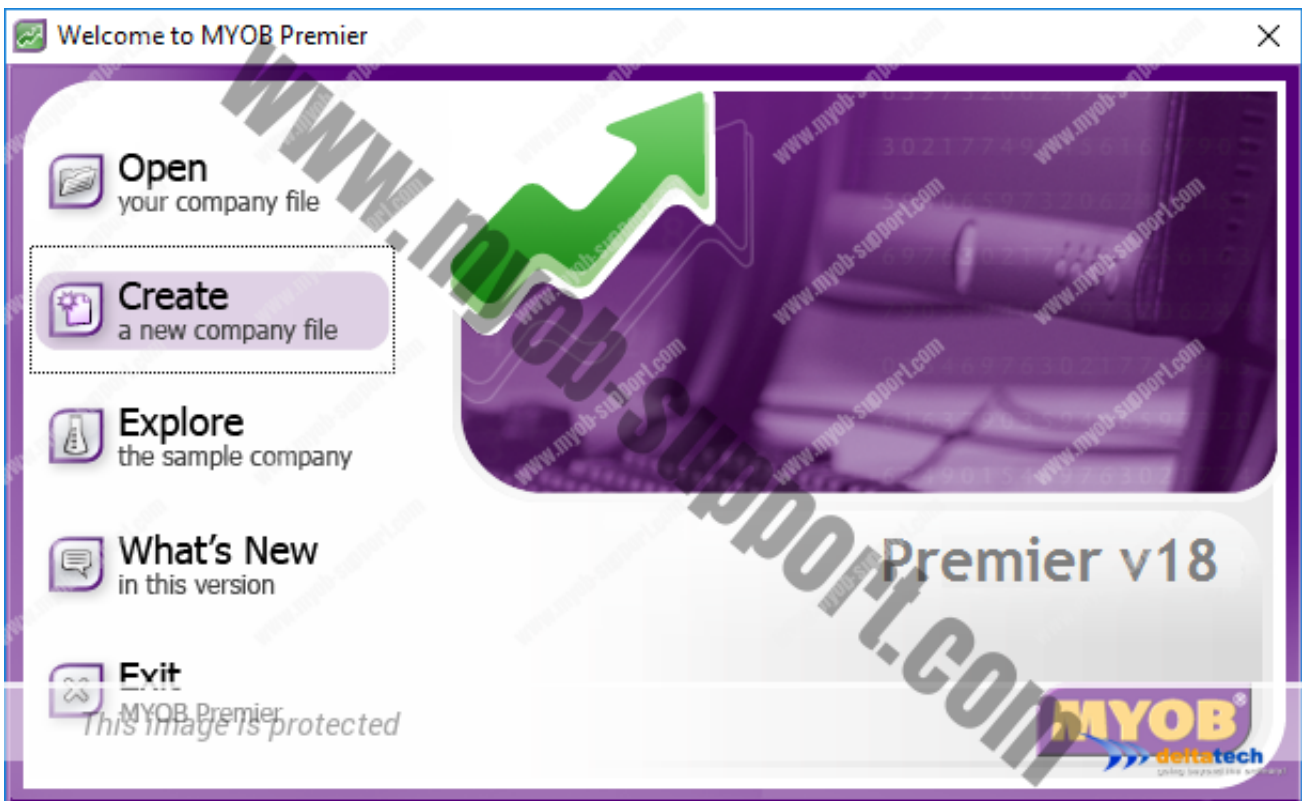 Welcome to MYOB Premier
Open
your company file
Create
a new company file
Explore
the sample company
What's New
in this version
Premier v18
Exit
MYOB Premier
This image is protected
MYOB®
deltatech
www.myob-support.com